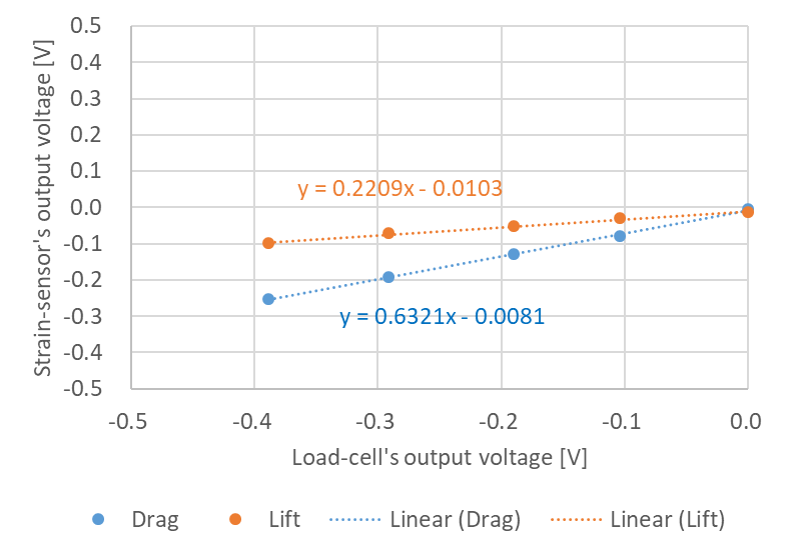 Strain-sensor's output voltage [V]
0.5
0.4
0.3
0.2
0.1
0.0
-0.1
-0.2
-0.3
-0.4
-0.5
y = 0.2209x - 0.0103
y = 0.6321x - 0.0081
-0.5 -0.4 -0.3 -0.2 -0.1 0.0
Load-cell's output voltage [V]
Drag Lift Linear (Drag) Linear (Lift)